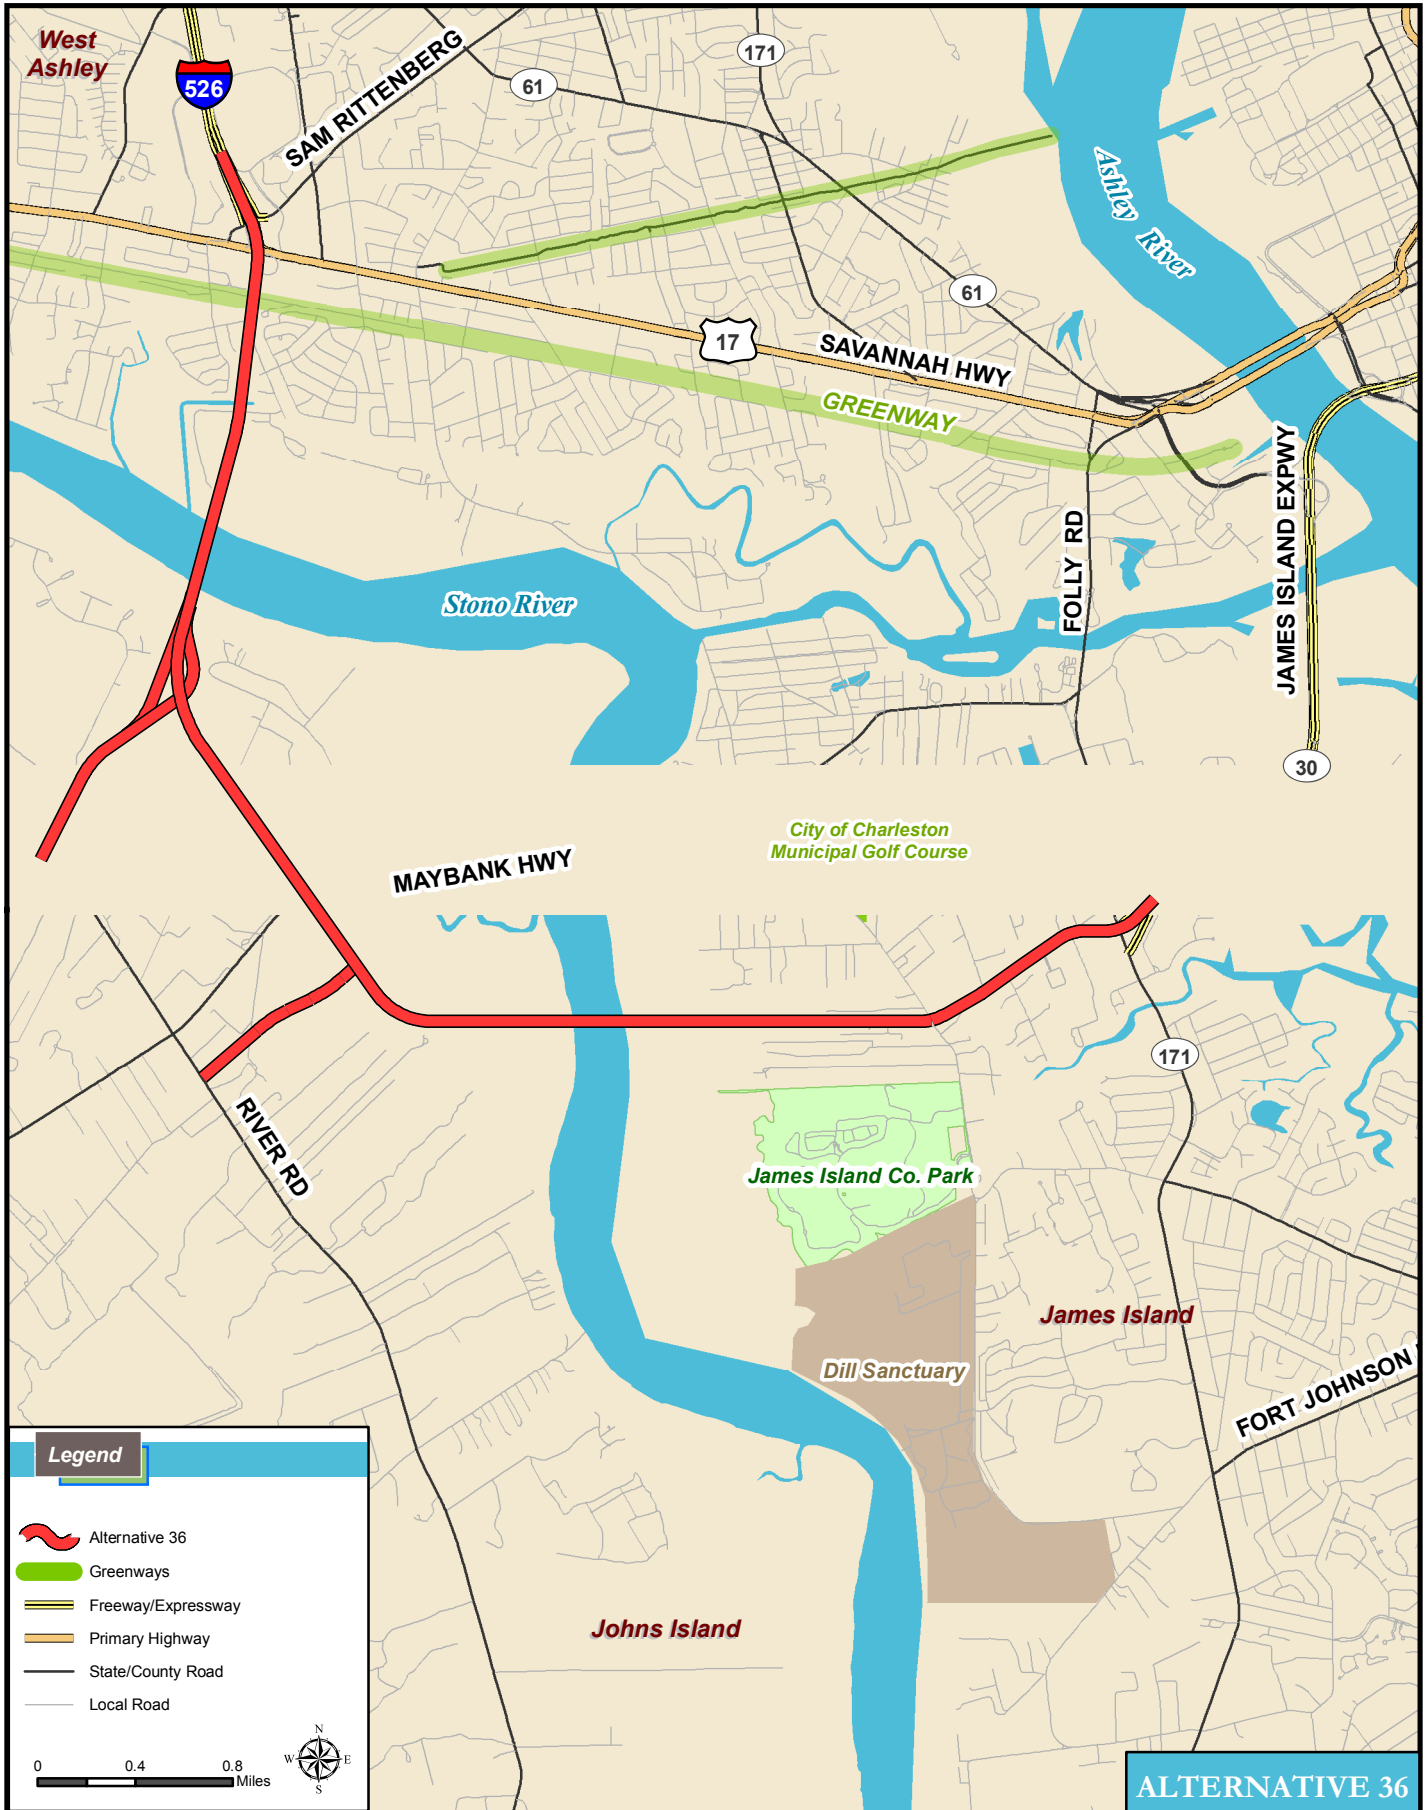 West
Ashley
526
SAM RITTENBERG
61
171
Ashley River
61
17
SAVANNAH HWY
GREENWAY
FOLLY RD
JAMES ISLAND EXPWY
Stono River
30
City of Charleston
Municipal Golf Course
MAYBANK HWY
171
RIVER RD
James Island Co. Park
James Island
Dill Sanctuary
FORT JOHNSON
Johns Island
Legend
Alternative 36
Greenways
Freeway/Expressway
Primary Highway
State/County Road
Local Road
0 0.4 0.8
Miles
N
W E
S
ALTERNATIVE 36